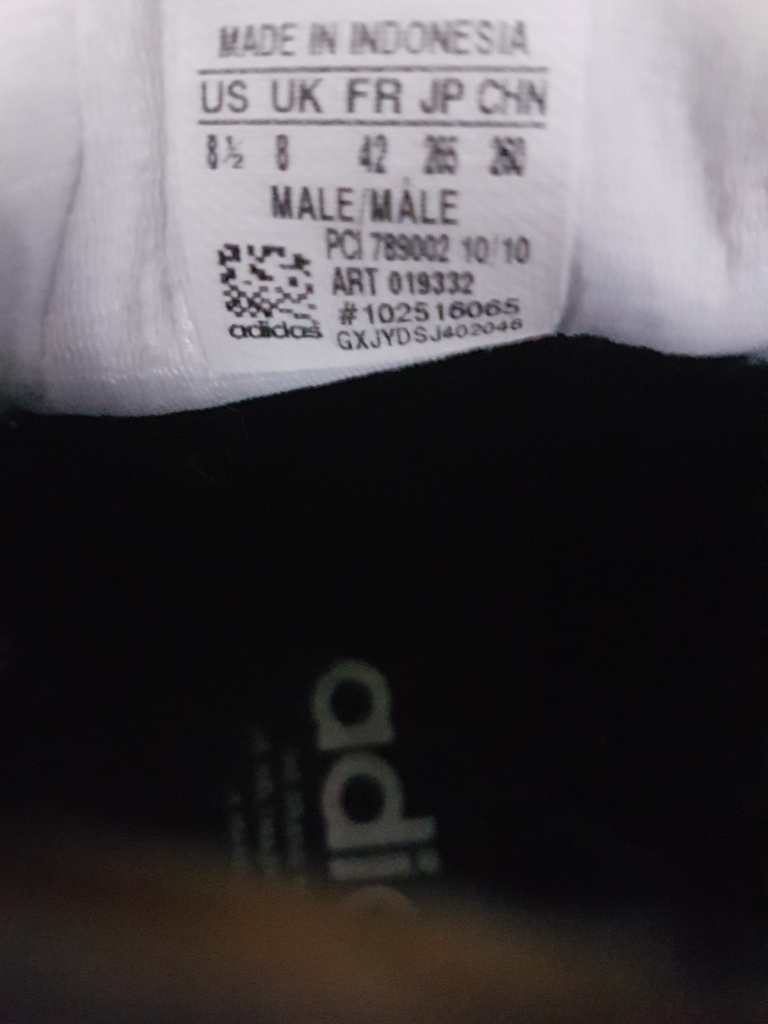 MADE IN INDONESIA
US UK FR JP CHN
8½ 8 42 265 260
MALE/MÂLE
PCI 789002 10/10
ART 019332
#102516065
adidas
GXJYDSJ402046
adi